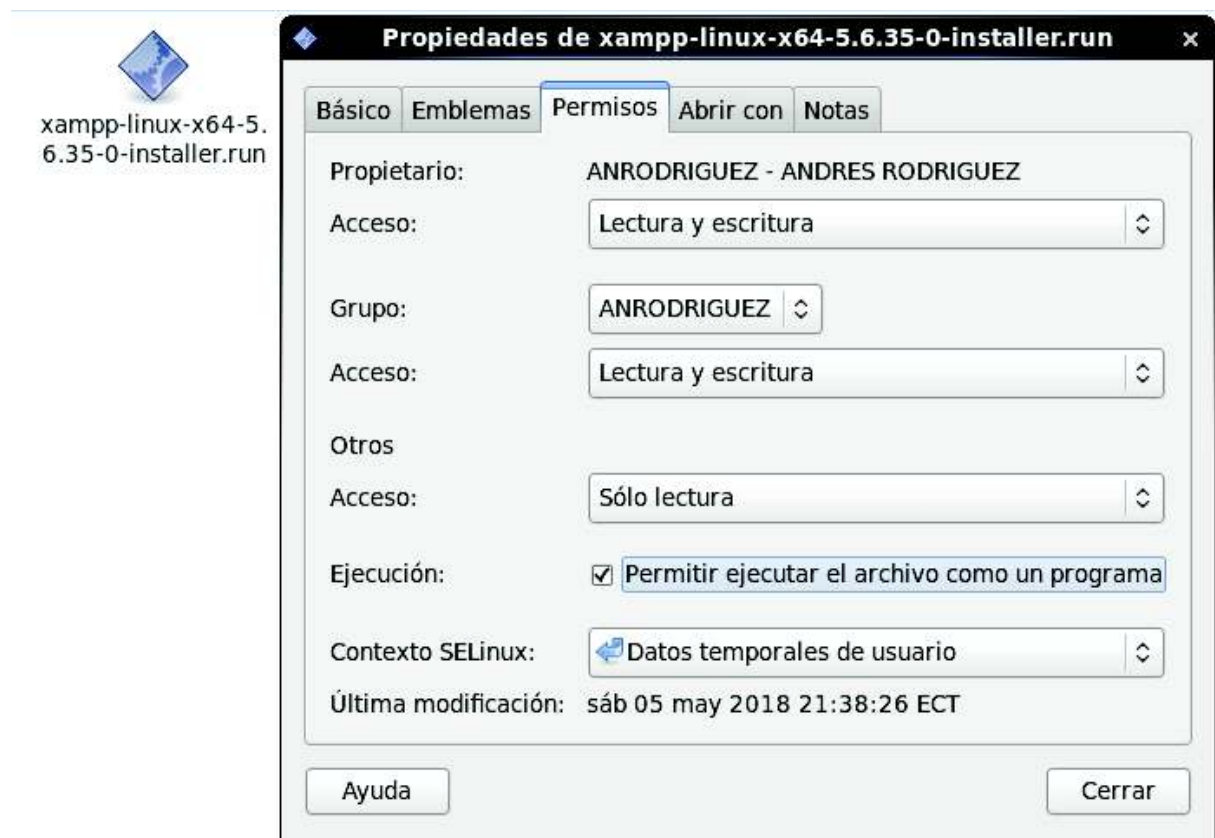 xampp-linux-x64-5.
6.35-0-installer.run
Propiedades de xampp-linux-x64-5.6.35-0-installer.run
Básico Emblemas Permisos Abrir con Notas
Propietario: ANRODRIGUEZ - ANDRES RODRIGUEZ
Acceso: Lectura y escritura
Grupo: ANRODRIGUEZ
Acceso: Lectura y escritura
Otros
Acceso: Sólo lectura
Ejecución: Permitir ejecutar el archivo como un programa
Contexto SELinux: Datos temporales de usuario
Última modificación: sáb 05 may 2018 21:38:26 ECT
Ayuda Cerrar